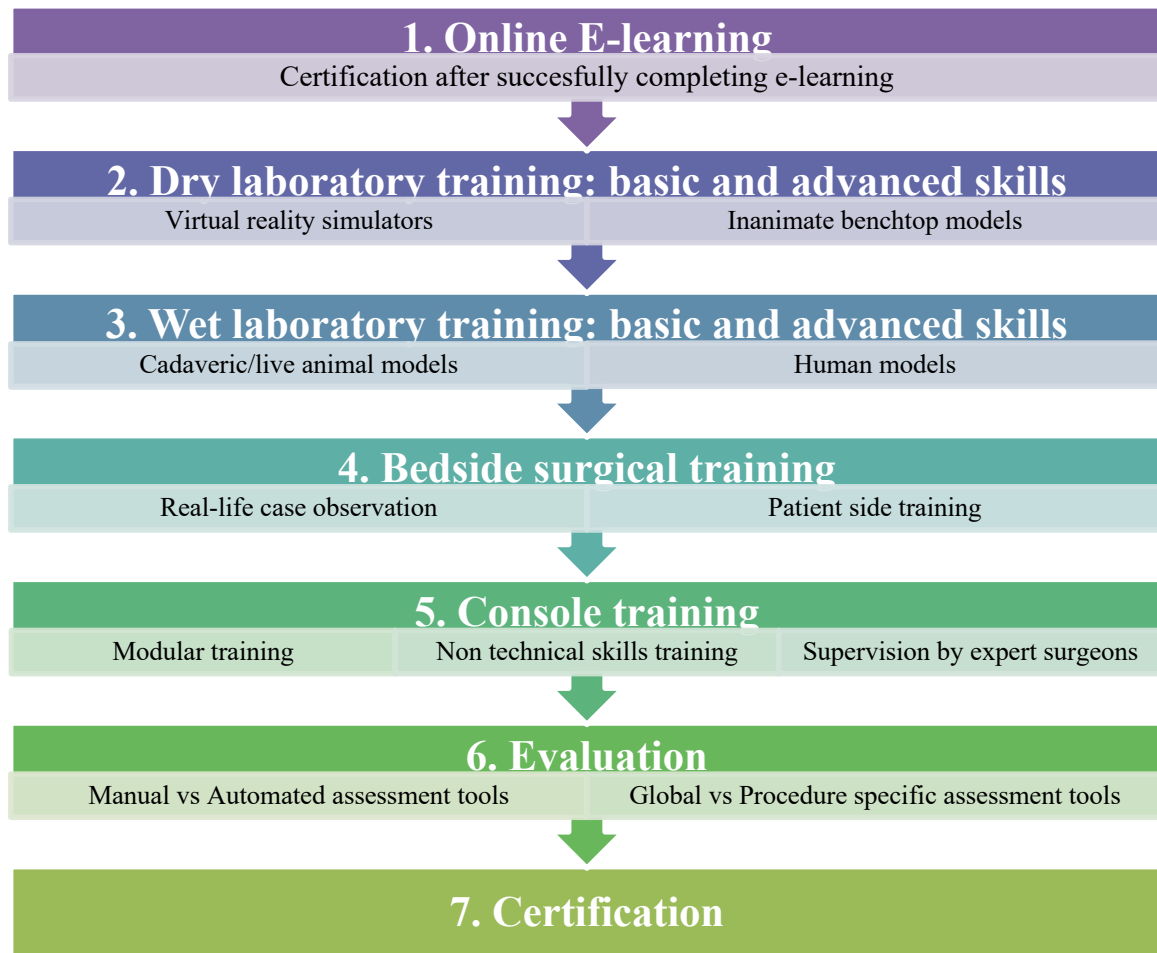 1. Online E-learning
Certification after succesfully completing e-learning
2. Dry laboratory training: basic and advanced skills
Virtual reality simulators
Inanimate benchtop models
3. Wet laboratory training: basic and advanced skills
Cadaveric/live animal models
Human models
4. Bedside surgical training
Real-life case observation
Patient side training
5. Console training
Modular training
Non technical skills training
Supervision by expert surgeons
6. Evaluation
Manual vs Automated assessment tools
Global vs Procedure specific assessment tools
7. Certification